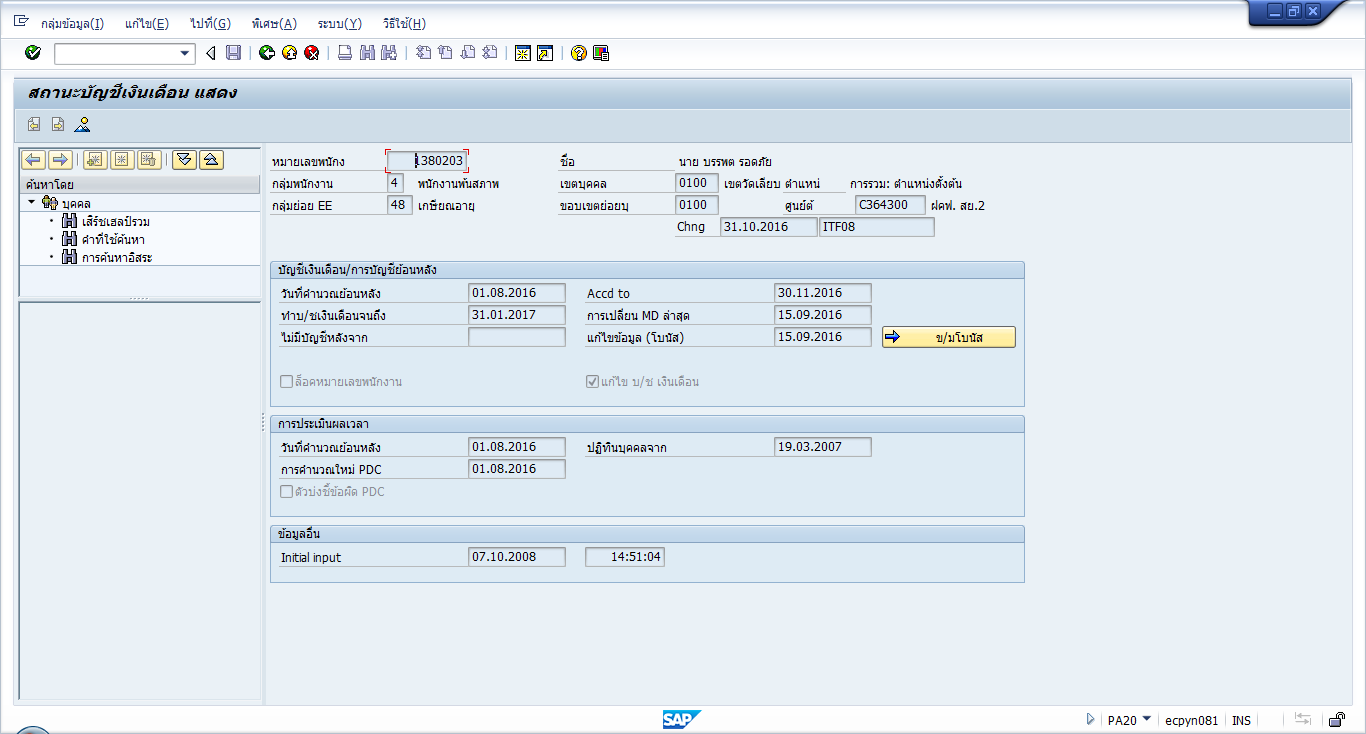 กลุ่มข้อมูล(I) แก้ไข(E) ไปที่(G) พิเศษ(A) ระบบ(Y) วิธีใช้(H)
สถานะบัญชีเงินเดือน แสดง
ค้นหาโดย
บุคคล
เสิร์ชเฮลป์รวม
คำที่ใช้ค้นหา
การค้นหาอิสระ
หมายเลขพนักง 1380203 ชื่อ นาย บรรพต รอดภัย
กลุ่มพนักงาน 4 พนักงานพ้นสภาพ เขตบุคคล 0100 เขตวัดเลียบ ตำแหน่ การรวม: ตำแหน่งตั้งต้น
กลุ่มย่อย EE 48 เกษียณอายุ ขอบเขตย่อยบุ 0100 ศูนย์ต้ C364300 ฝคฟ. สย.2
Chng 31.10.2016 ITF08
บัญชีเงินเดือน/การบัญชีย้อนหลัง
วันที่คำนวณย้อนหลัง 01.08.2016 Accd to 30.11.2016
ทำบ/ชเงินเดือนจนถึง 31.01.2017 การเปลี่ยน MD ล่าสุด 15.09.2016
ไม่มีบัญชีหลังจาก แก้ไขข้อมูล (โบนัส) 15.09.2016 ข/มโบนัส
ล็อคหมายเลขพนักงาน แก้ไข บ/ช เงินเดือน
การประเมินผลเวลา
วันที่คำนวณย้อนหลัง 01.08.2016 ปฏิทินบุคคลจาก 19.03.2007
การคำนวณใหม่ PDC 01.08.2016
ตัวบ่งชี้ข้อผิด PDC
ข้อมูลอื่น
Initial input 07.10.2008 14:51:04
SAP PA20 ecpyn081 INS